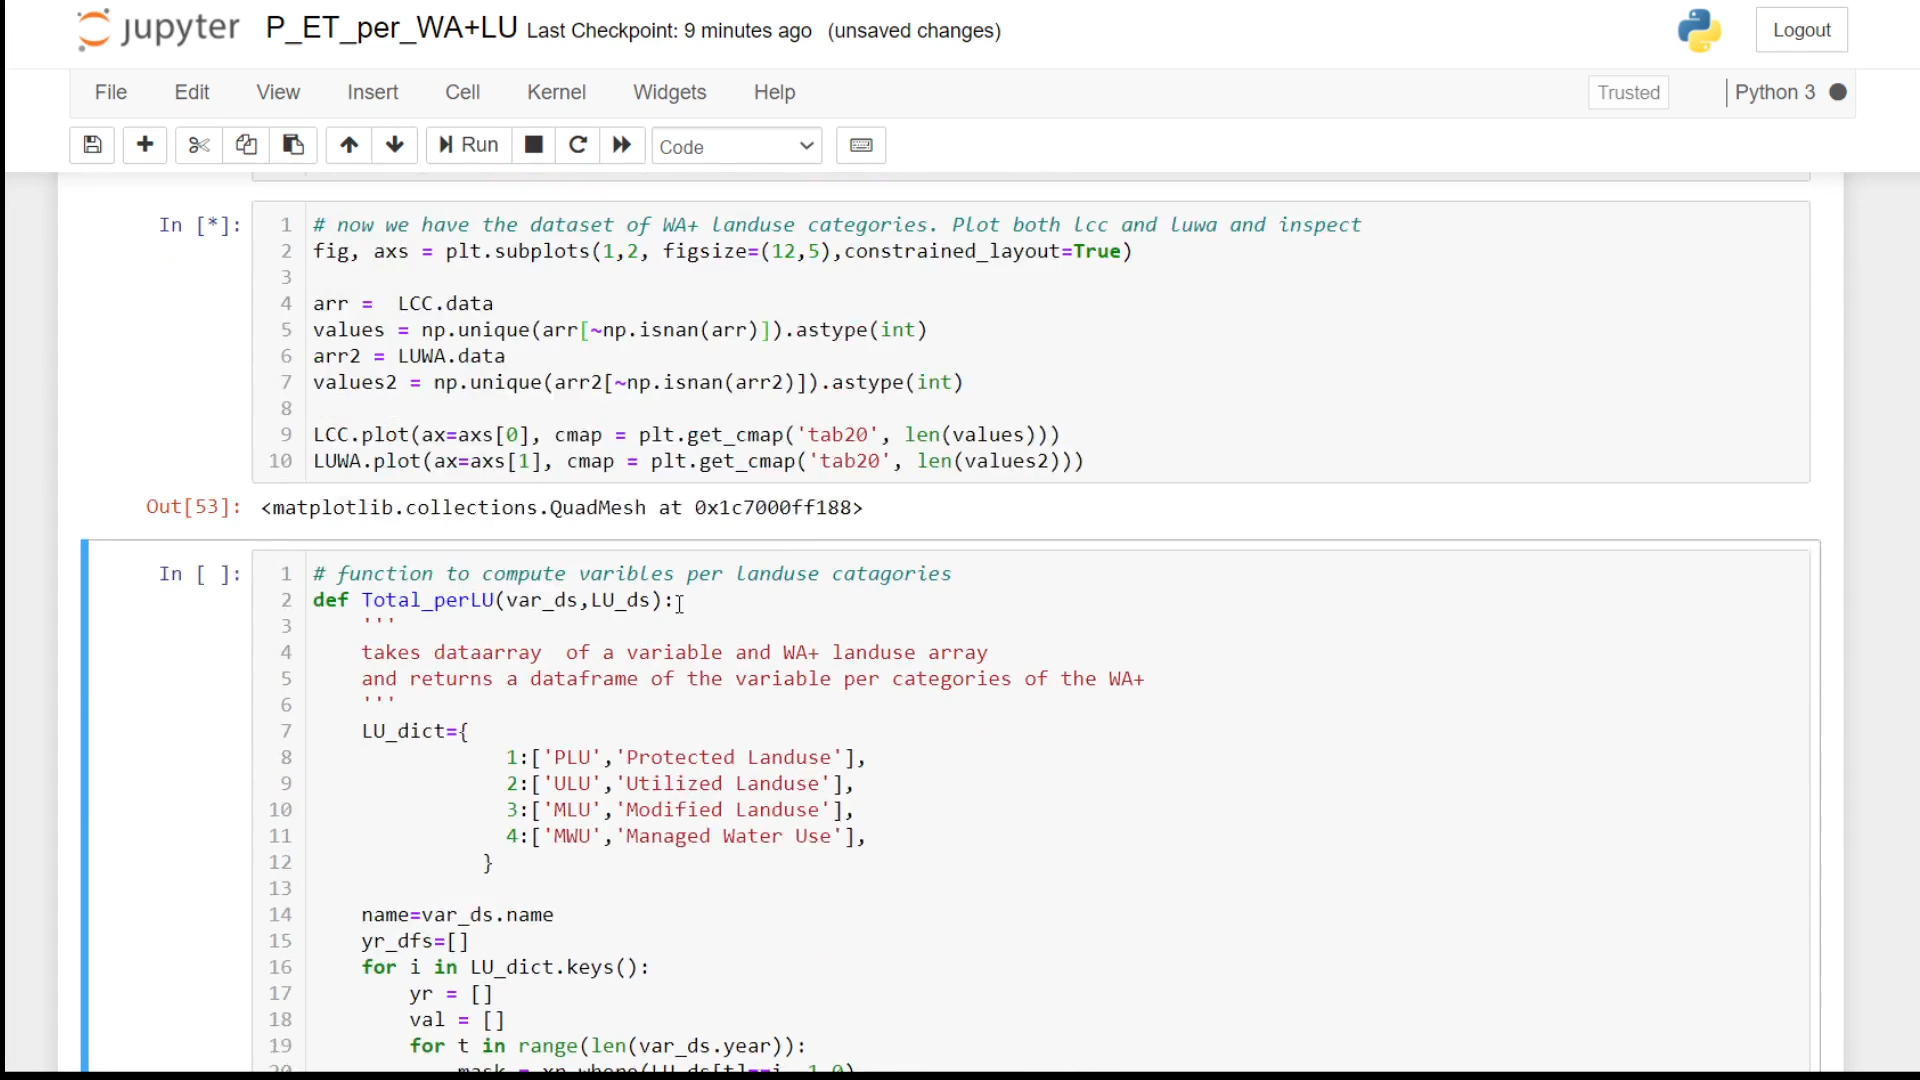 jupyter P_ET_per_WA+LU Last Checkpoint: 9 minutes ago (unsaved changes) Logout
File Edit View Insert Cell Kernel Widgets Help Trusted Python 3
Run Code
In [*]: 1 # now we have the dataset of WA+ landuse categories. Plot both lcc and luwa and inspect
2 fig, axs = plt.subplots(1,2, figsize=(12,5),constrained_layout=True)
3
4 arr =  LCC.data
5 values = np.unique(arr[~np.isnan(arr)]).astype(int)
6 arr2 = LUWA.data
7 values2 = np.unique(arr2[~np.isnan(arr2)]).astype(int)
8
9 LCC.plot(ax=axs[0], cmap = plt.get_cmap('tab20', len(values)))
10 LUWA.plot(ax=axs[1], cmap = plt.get_cmap('tab20', len(values2)))
Out[53]: <matplotlib.collections.QuadMesh at 0x1c7000ff188>
In [ ]: 1 # function to compute varibles per landuse catagories
2 def Total_perLU(var_ds,LU_ds):
3     '''
4     takes dataarray  of a variable and WA+ landuse array
5     and returns a dataframe of the variable per categories of the WA+
6     '''
7     LU_dict={
8                 1:['PLU','Protected Landuse'],
9                 2:['ULU','Utilized Landuse'],
10                 3:['MLU','Modified Landuse'],
11                 4:['MWU','Managed Water Use'],
12               }
13
14     name=var_ds.name
15     yr_dfs=[]
16     for i in LU_dict.keys():
17         yr = []
18         val = []
19         for t in range(len(var_ds.year)):
20             mask = xr.where(LU_ds[t]==i, 1,0)